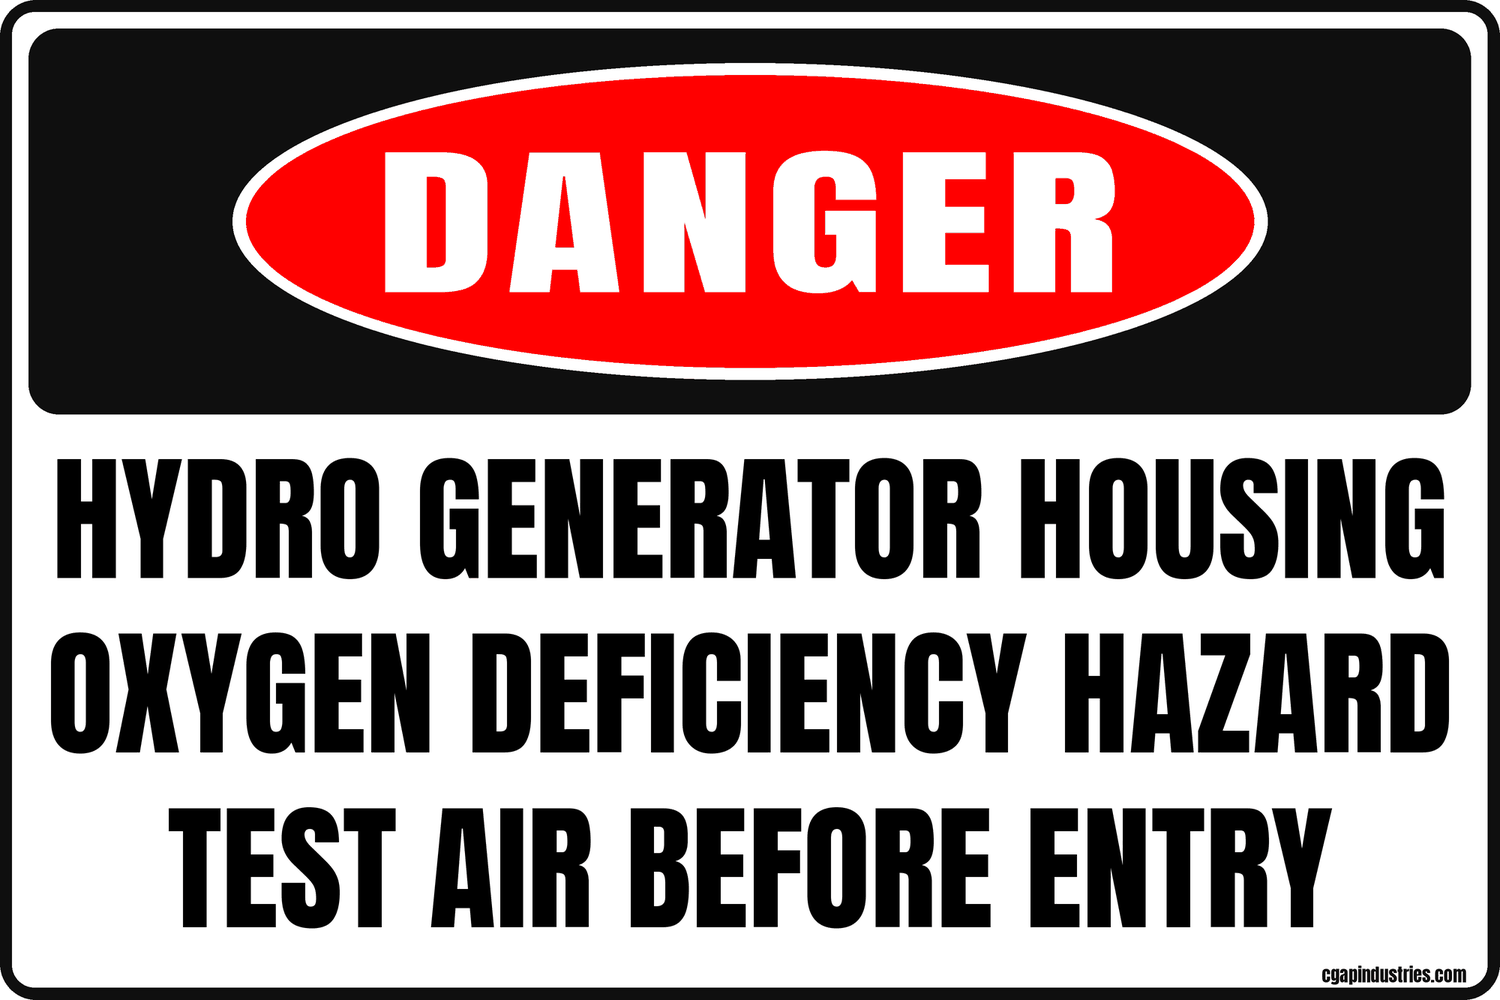 DANGER
HYDRO GENERATOR HOUSING
OXYGEN DEFICIENCY HAZARD
TEST AIR BEFORE ENTRY
cgapindustries.com